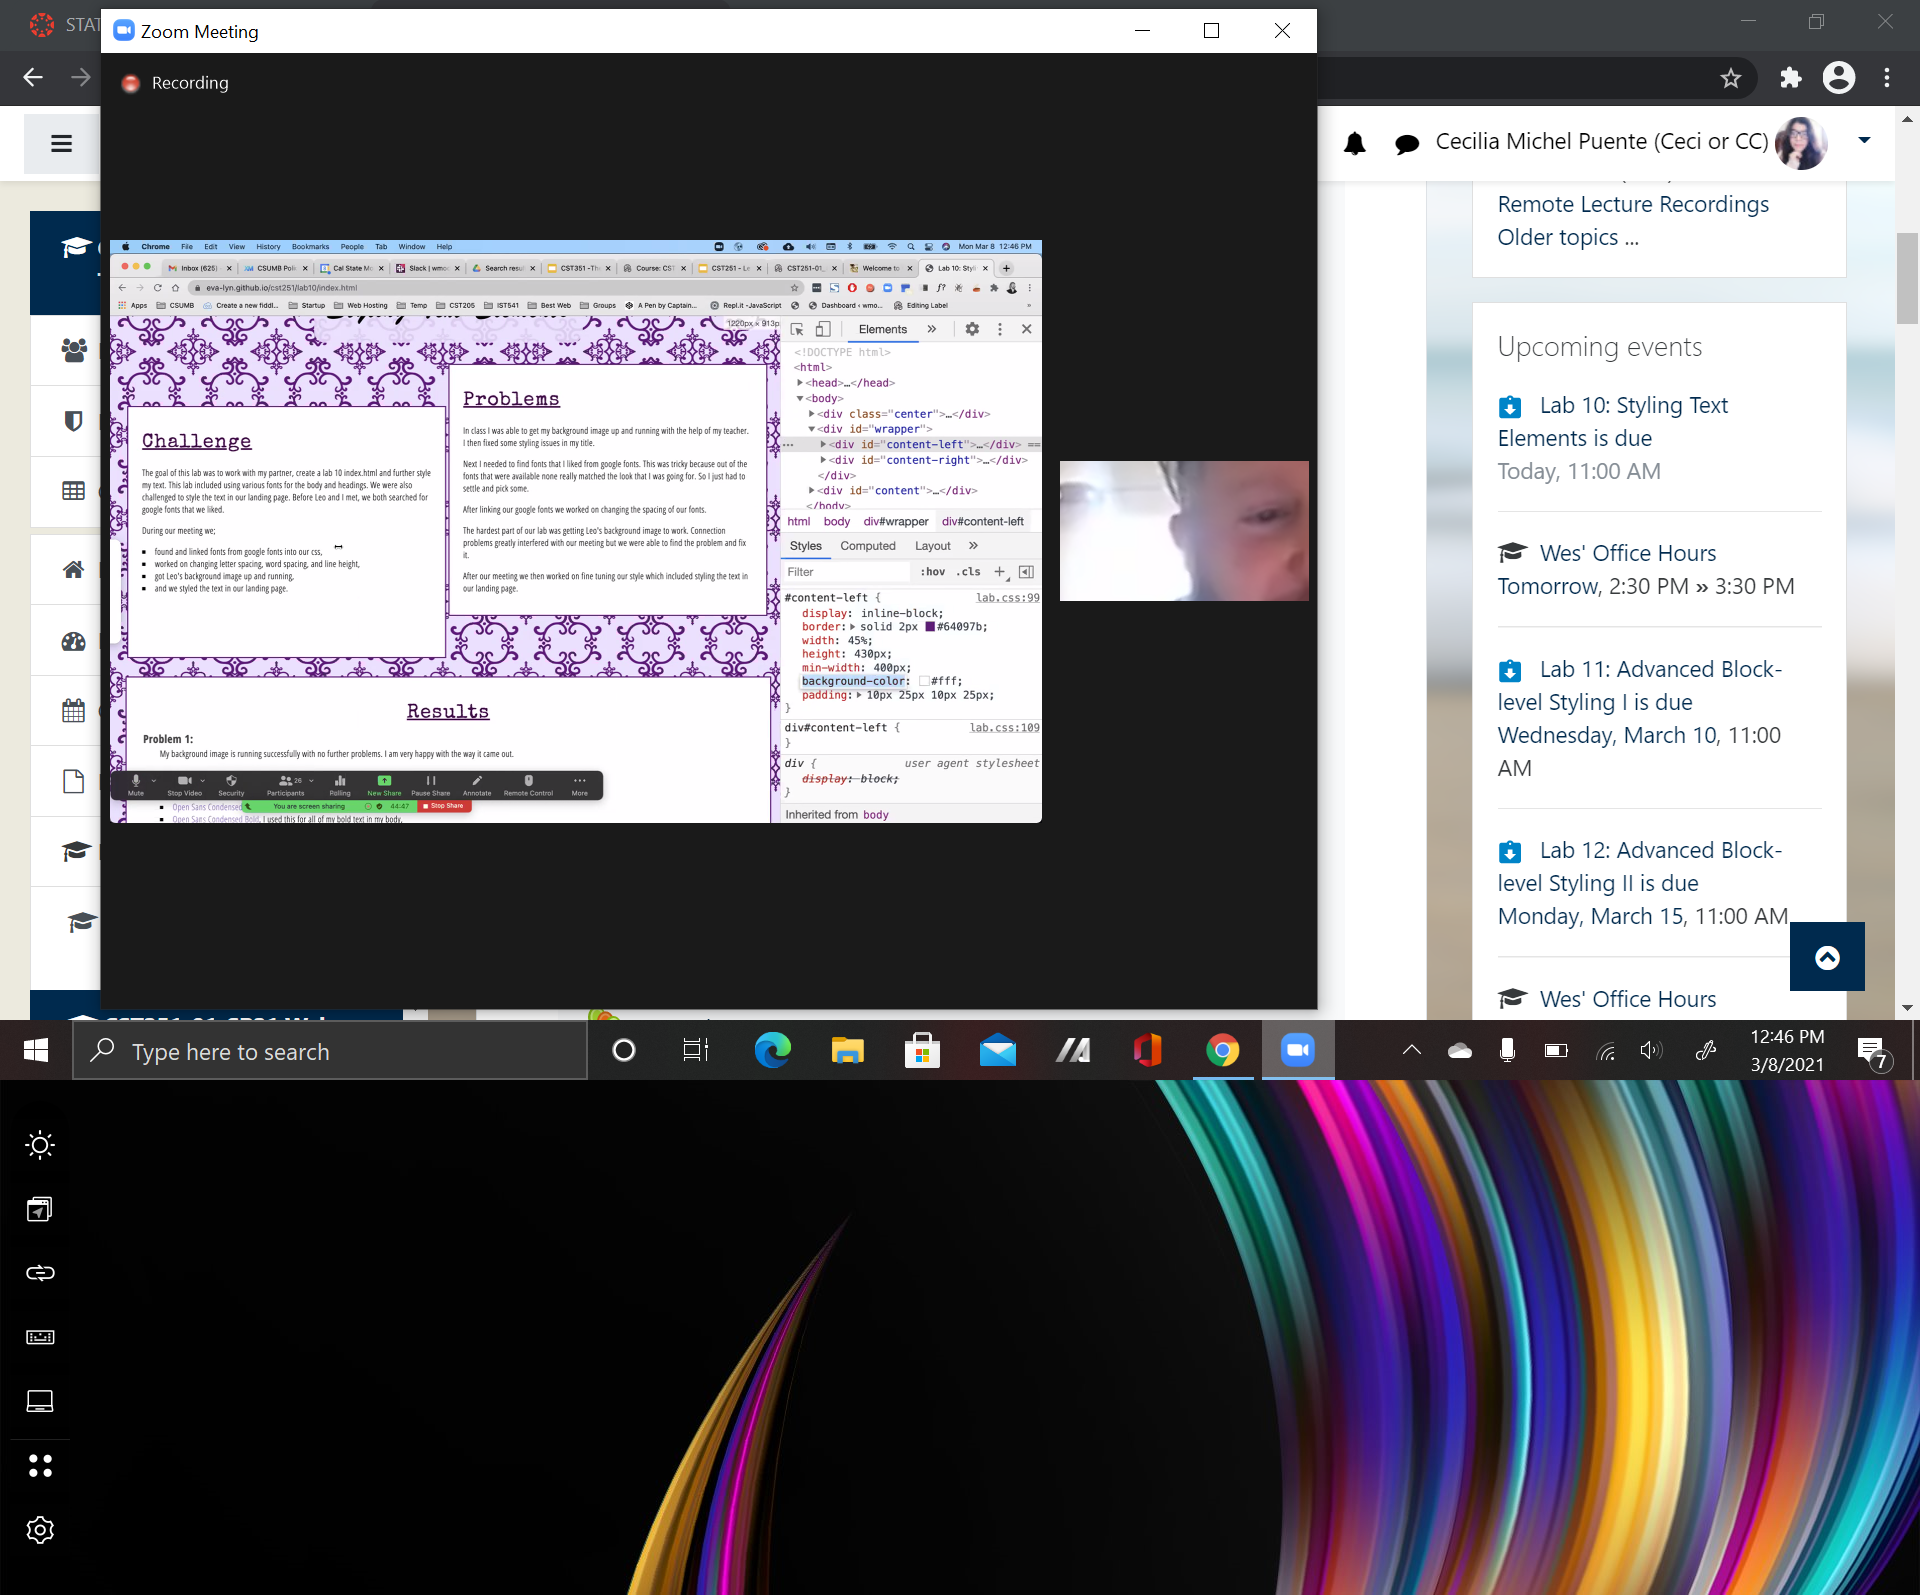 STAT
Zoom Meeting
Recording
Cecilia Michel Puente (Ceci or CC)
Remote Lecture Recordings
Older topics ...
Upcoming events
Lab 10: Styling Text
Elements is due
Today, 11:00 AM
Wes' Office Hours
Tomorrow, 2:30 PM » 3:30 PM
Lab 11: Advanced Block-
level Styling I is due
Wednesday, March 10, 11:00
AM
Lab 12: Advanced Block-
level Styling II is due
Monday, March 15, 11:00 AM
Wes' Office Hours
Chrome File Edit View History Bookmarks People Tab Window Help
Mon Mar 8 12:46 PM
Inbox (625) CSUMB Poli Cal State Mo Slack | wmo Search resul CST351 -The Course: CST CST251 - Le CST251-01_ Welcome to Lab 10: Styli
eva-lyn.github.io/cst251/lab10/index.html
Apps CSUMB Create a new fiddl... Startup Web Hosting Temp CST205 IST541 Best Web Groups A Pen by Captain... Repl.it -JavaScript Dashboard ‹ wmo... Editing Label
1220px × 913p
Challenge
The goal of this lab was to work with my partner, create a lab 10 index.html and further style
my text. This lab included using various fonts for the body and headings. We were also
challenged to style the text in our landing page. Before Leo and I met, we both searched for
google fonts that we liked.
During our meeting we;
found and linked fonts from google fonts into our css,
worked on changing letter spacing, word spacing, and line height,
got Leo's background image up and running,
and we styled the text in our landing page.
Problems
In class I was able to get my background image up and running with the help of my teacher.
I then fixed some styling issues in my title.
Next I needed to find fonts that I liked from google fonts. This was tricky because out of the
fonts that were available none really matched the look that I was going for. So I just had to
settle and pick some.
After linking our google fonts we worked on changing the spacing of our fonts.
The hardest part of our lab was getting Leo's background image to work. Connection
problems greatly interfered with our meeting but we were able to find the problem and fix
it.
After our meeting we then worked on fine tuning our style which included styling the text in
our landing page.
Results
Problem 1:
My background image is running successfully with no further problems. I am very happy with the way it came out.
Mute Stop Video Security Participants 26 Polling New Share Pause Share Annotate Remote Control More
You are screen sharing 44:47 Stop Share
Open Sans Condensed
Open Sans Condensed Bold, I used this for all of my bold text in my body.
Elements »
<!DOCTYPE html>
<html>
<head>…</head>
<body>
<div class="center">…</div>
<div id="wrapper">
<div id="content-left">…</div> ==
<div id="content-right">…</div>
</div>
<div id="content">…</div>
</body>
html body div#wrapper div#content-left
Styles Computed Layout »
Filter :hov .cls +
#content-left { lab.css:99
display: inline-block;
border: solid 2px #64097b;
width: 45%;
height: 430px;
min-width: 400px;
background-color: #fff;
padding: 10px 25px 10px 25px;
}
div#content-left { lab.css:109
}
div { user agent stylesheet
display: block;
}
Inherited from body
Type here to search
12:46 PM
3/8/2021
7